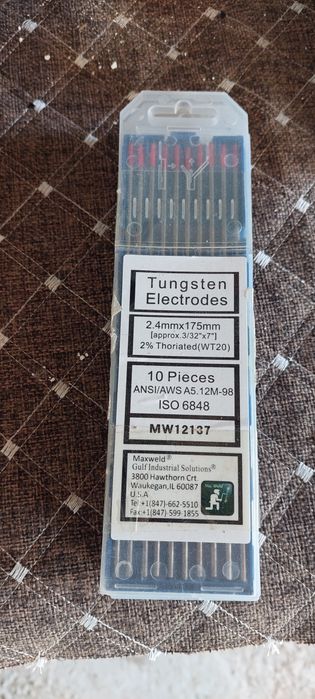 Tungsten
Electrodes
2.4mmx175mm
[approx.3/32"x7"]
2% Thoriated(WT20)
10 Pieces
ANSI/AWS A5.12M-98
ISO 6848
MW12137
Maxweld®
Gulf Industrial Solutions®
3800 Hawthorn Crt
Waukegan,IL 60087
U.S.A
Tel:+1(847)-662-5510
Fax:+1(847)-599-1855